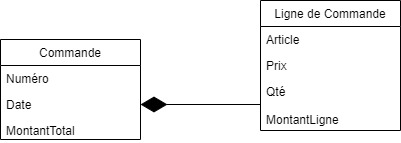 Commande
Numéro
Date
MontantTotal
Ligne de Commande
Article
Prix
Qté
MontantLigne